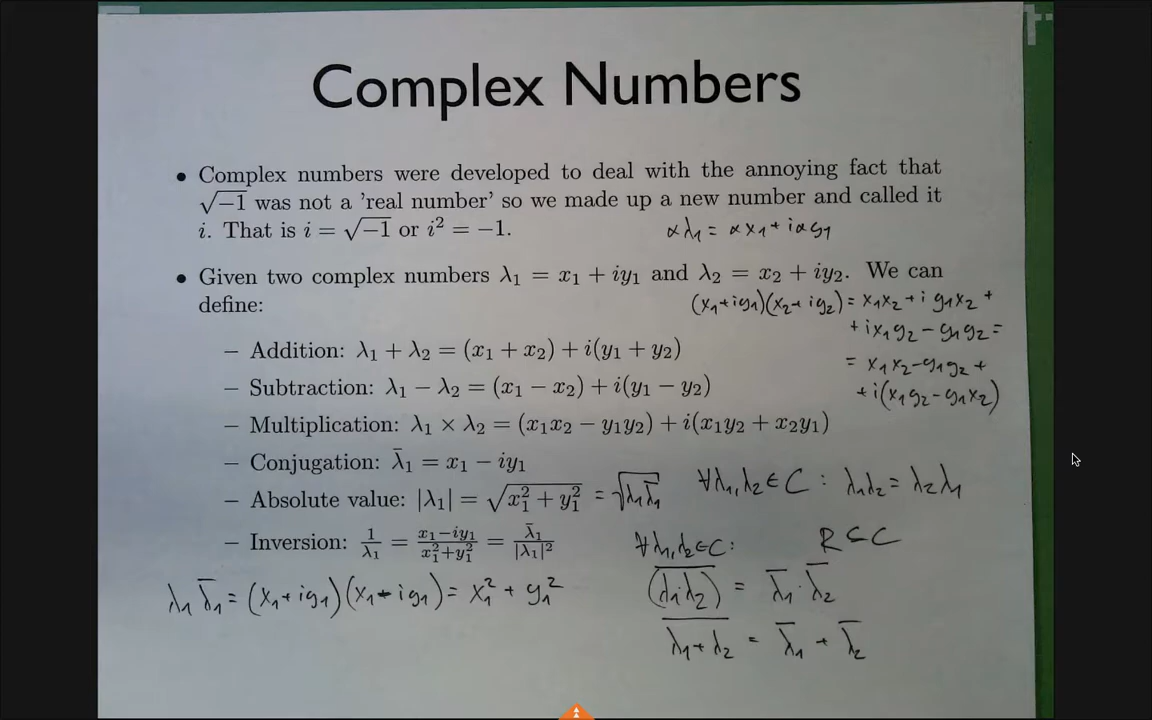 Complex Numbers
• Complex numbers were developed to deal with the annoying fact that
√−1 was not a 'real number' so we made up a new number and called it
i. That is i = √−1 or i² = −1.
αλ₁ = αx₁ + iαy₁
• Given two complex numbers λ₁ = x₁ + iy₁ and λ₂ = x₂ + iy₂. We can
define:
(x₁+iy₁)(x₂+iy₂) = x₁x₂ + i y₁x₂ +
+ ix₁y₂ − y₁y₂ =
= x₁x₂ − y₁y₂ +
+ i(x₁y₂ − y₁x₂)
– Addition: λ₁ + λ₂ = (x₁ + x₂) + i(y₁ + y₂)
– Subtraction: λ₁ − λ₂ = (x₁ − x₂) + i(y₁ − y₂)
– Multiplication: λ₁ × λ₂ = (x₁x₂ − y₁y₂) + i(x₁y₂ + x₂y₁)
– Conjugation: λ̄₁ = x₁ − iy₁
– Absolute value: |λ₁| = √(x₁² + y₁²) = √(λ₁λ̄₁)
∀λ₁,λ₂ ∈ C : λ₁λ₂ = λ₂λ₁
– Inversion: 1/λ₁ = (x₁−iy₁)/(x₁²+y₁²) = λ̄₁/|λ₁|²
∀λ₁,λ₂∈C:
R ⊂ C
λ₁ λ̄₁ = (x₁+iy₁)(x₁−iy₁) = x₁² + y₁²
(λ₁λ₂)‾ = λ̄₁ · λ̄₂
(λ₁+λ₂)‾ = λ̄₁ + λ̄₂